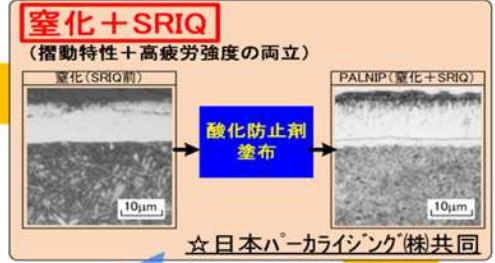 窒化＋SRIQ
(摺動特性＋高疲労強度の両立)
窒化(SRIQ前)
10μm
酸化防止剤
塗布
PALNIP(窒化＋SRIQ)
10μm
☆日本パーカライジング(株)共同